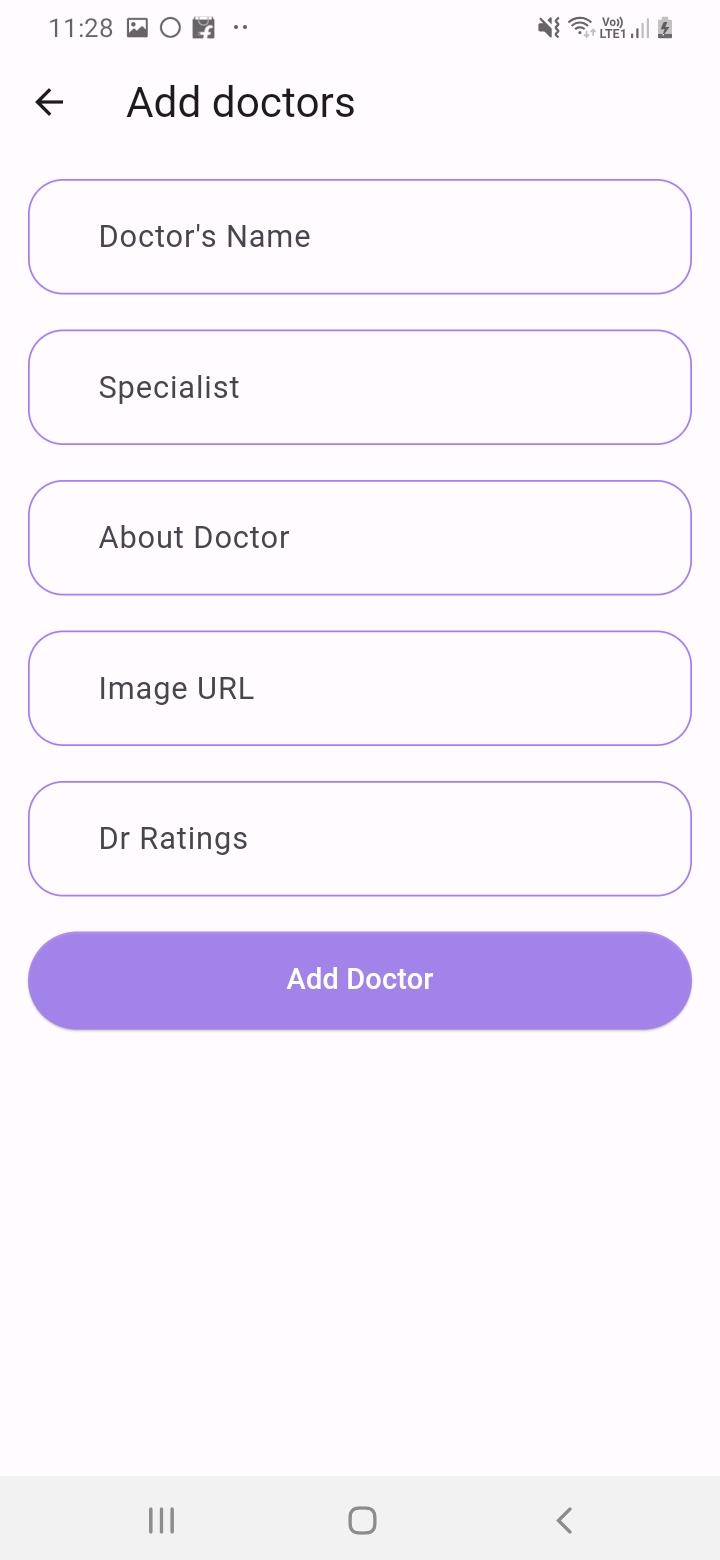 11:28
Vo)) LTE1
Add doctors
Doctor's Name
Specialist
About Doctor
Image URL
Dr Ratings
Add Doctor